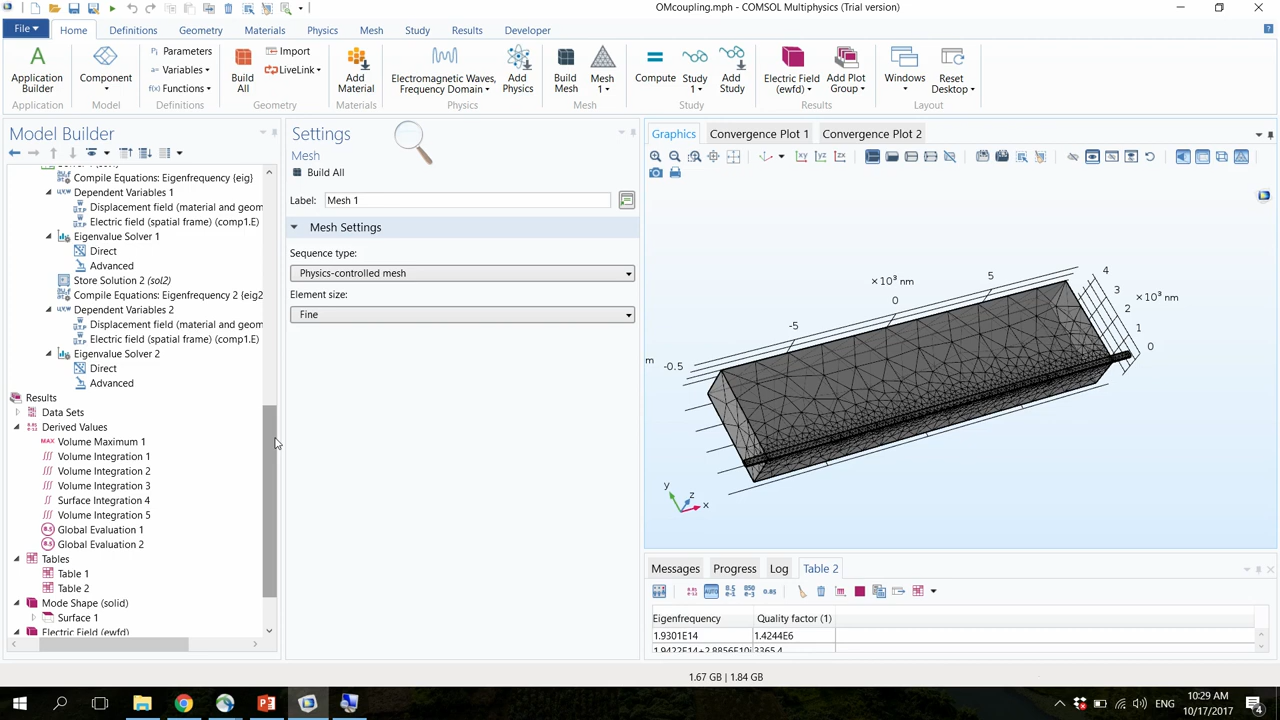 OMcoupling.mph - COMSOL Multiphysics (Trial version)
File Home Definitions Geometry Materials Physics Mesh Study Results Developer
Application Builder
Component
Parameters
Variables
Functions
Build All
Import
LiveLink
Add Material
Electromagnetic Waves, Frequency Domain
Add Physics
Build Mesh
Mesh 1
Compute
Study 1
Add Study
Electric Field (ewfd)
Add Plot Group
Windows
Reset Desktop
Application Model Definitions Geometry Materials Physics Mesh Study Results Layout
Model Builder
Compile Equations: Eigenfrequency {eig}
Dependent Variables 1
Displacement field (material and geom
Electric field (spatial frame) (comp1.E)
Eigenvalue Solver 1
Direct
Advanced
Store Solution 2 (sol2)
Compile Equations: Eigenfrequency 2 {eig2
Dependent Variables 2
Displacement field (material and geom
Electric field (spatial frame) (comp1.E)
Eigenvalue Solver 2
Direct
Advanced
Results
Data Sets
Derived Values
Volume Maximum 1
Volume Integration 1
Volume Integration 2
Volume Integration 3
Surface Integration 4
Volume Integration 5
Global Evaluation 1
Global Evaluation 2
Tables
Table 1
Table 2
Mode Shape (solid)
Surface 1
Electric Field (ewfd)
Settings
Mesh
Build All
Label: Mesh 1
Mesh Settings
Sequence type:
Physics-controlled mesh
Element size:
Fine
Graphics Convergence Plot 1 Convergence Plot 2
×10³ nm
5
4
0
3
×10³ nm
2
-5
1
m
-0.5
0
y
z
x
Messages Progress Log Table 2
Eigenfrequency Quality factor (1)
1.9301E14 1.4244E6
1.9422E14+2.8856E10i 3365.4
1.67 GB | 1.84 GB
ENG
10:29 AM
10/17/2017